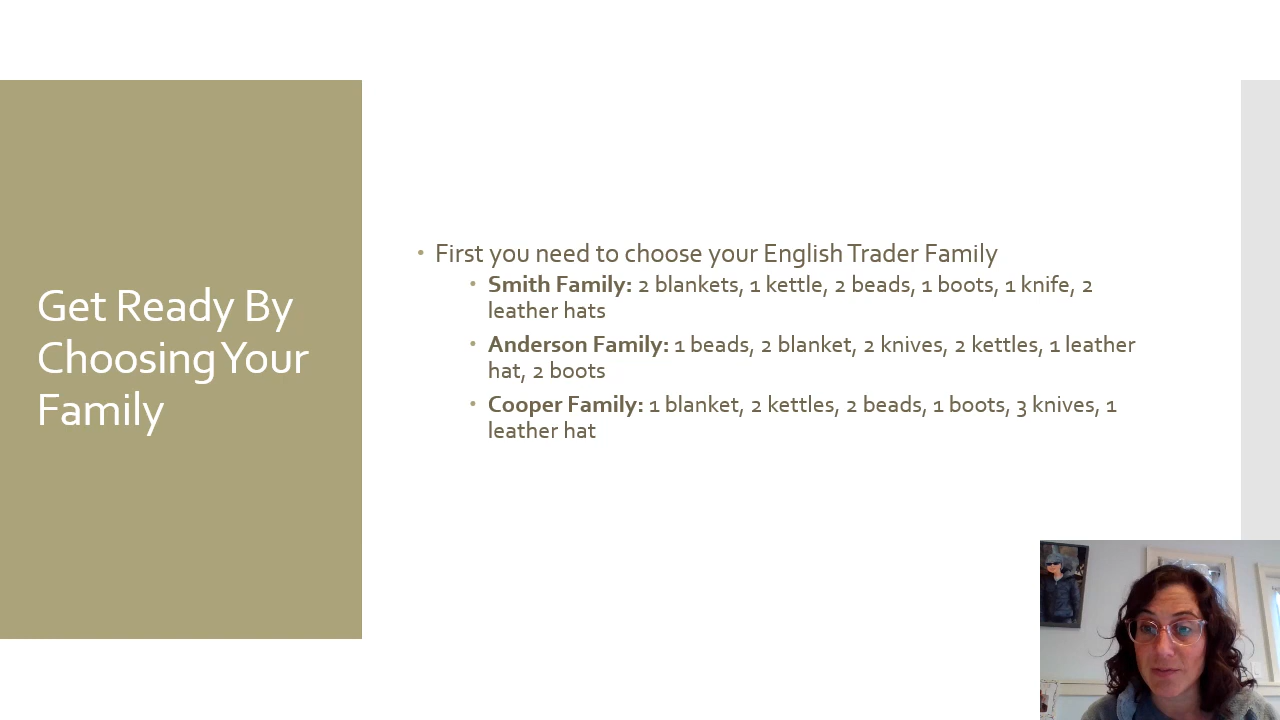 Get Ready By
Choosing Your
Family
• First you need to choose your English Trader Family
• Smith Family: 2 blankets, 1 kettle, 2 beads, 1 boots, 1 knife, 2
leather hats
• Anderson Family: 1 beads, 2 blanket, 2 knives, 2 kettles, 1 leather
hat, 2 boots
• Cooper Family: 1 blanket, 2 kettles, 2 beads, 1 boots, 3 knives, 1
leather hat